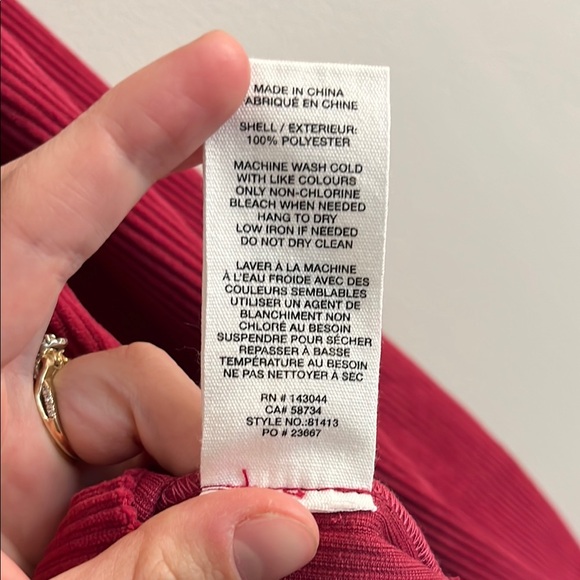 MADE IN CHINA
FABRIQUÉ EN CHINE
SHELL / EXTERIEUR:
100% POLYESTER
MACHINE WASH COLD
WITH LIKE COLOURS
ONLY NON-CHLORINE
BLEACH WHEN NEEDED
HANG TO DRY
LOW IRON IF NEEDED
DO NOT DRY CLEAN
LAVER À LA MACHINE
À L'EAU FROIDE AVEC DES
COULEURS SEMBLABLES
UTILISER UN AGENT DE
BLANCHIMENT NON
CHLORÉ AU BESOIN
SUSPENDRE POUR SÉCHER
REPASSER À BASSE
TEMPÉRATURE AU BESOIN
NE PAS NETTOYER À SEC
RN # 143044
CA# 58734
STYLE NO.:81413
PO # 23667